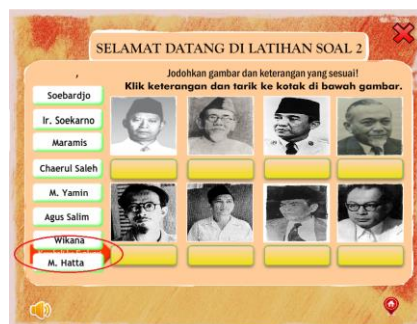 SELAMAT DATANG DI LATIHAN SOAL 2
,
Jodohkan gambar dan keterangan yang sesuai!
Klik keterangan dan tarik ke kotak di bawah gambar.
Soebardjo
Ir. Soekarno
Maramis
Chaerul Saleh
M. Yamin
Agus Salim
Wikana
M. Hatta